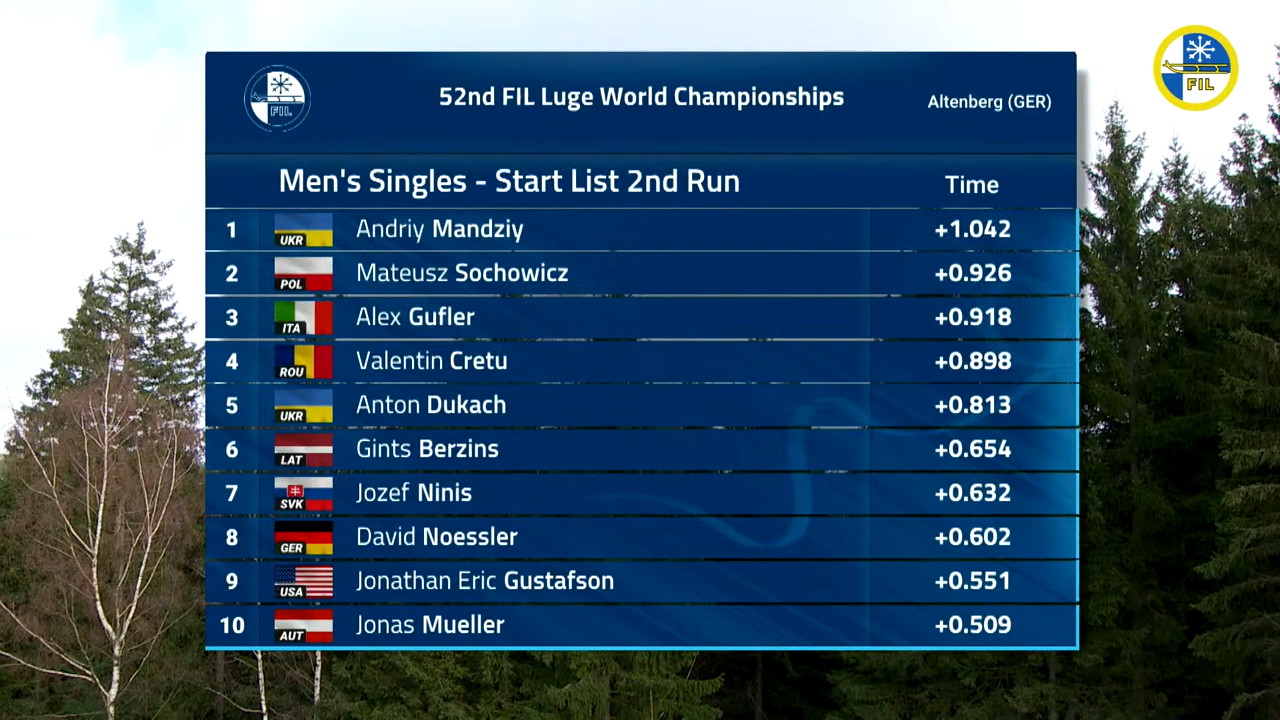 FIL
52nd FIL Luge World Championships
Altenberg (GER)
FIL
Men's Singles - Start List 2nd Run Time
1 UKR Andriy Mandziy +1.042
2 POL Mateusz Sochowicz +0.926
3 ITA Alex Gufler +0.918
4 ROU Valentin Cretu +0.898
5 UKR Anton Dukach +0.813
6 LAT Gints Berzins +0.654
7 SVK Jozef Ninis +0.632
8 GER David Noessler +0.602
9 USA Jonathan Eric Gustafson +0.551
10 AUT Jonas Mueller +0.509